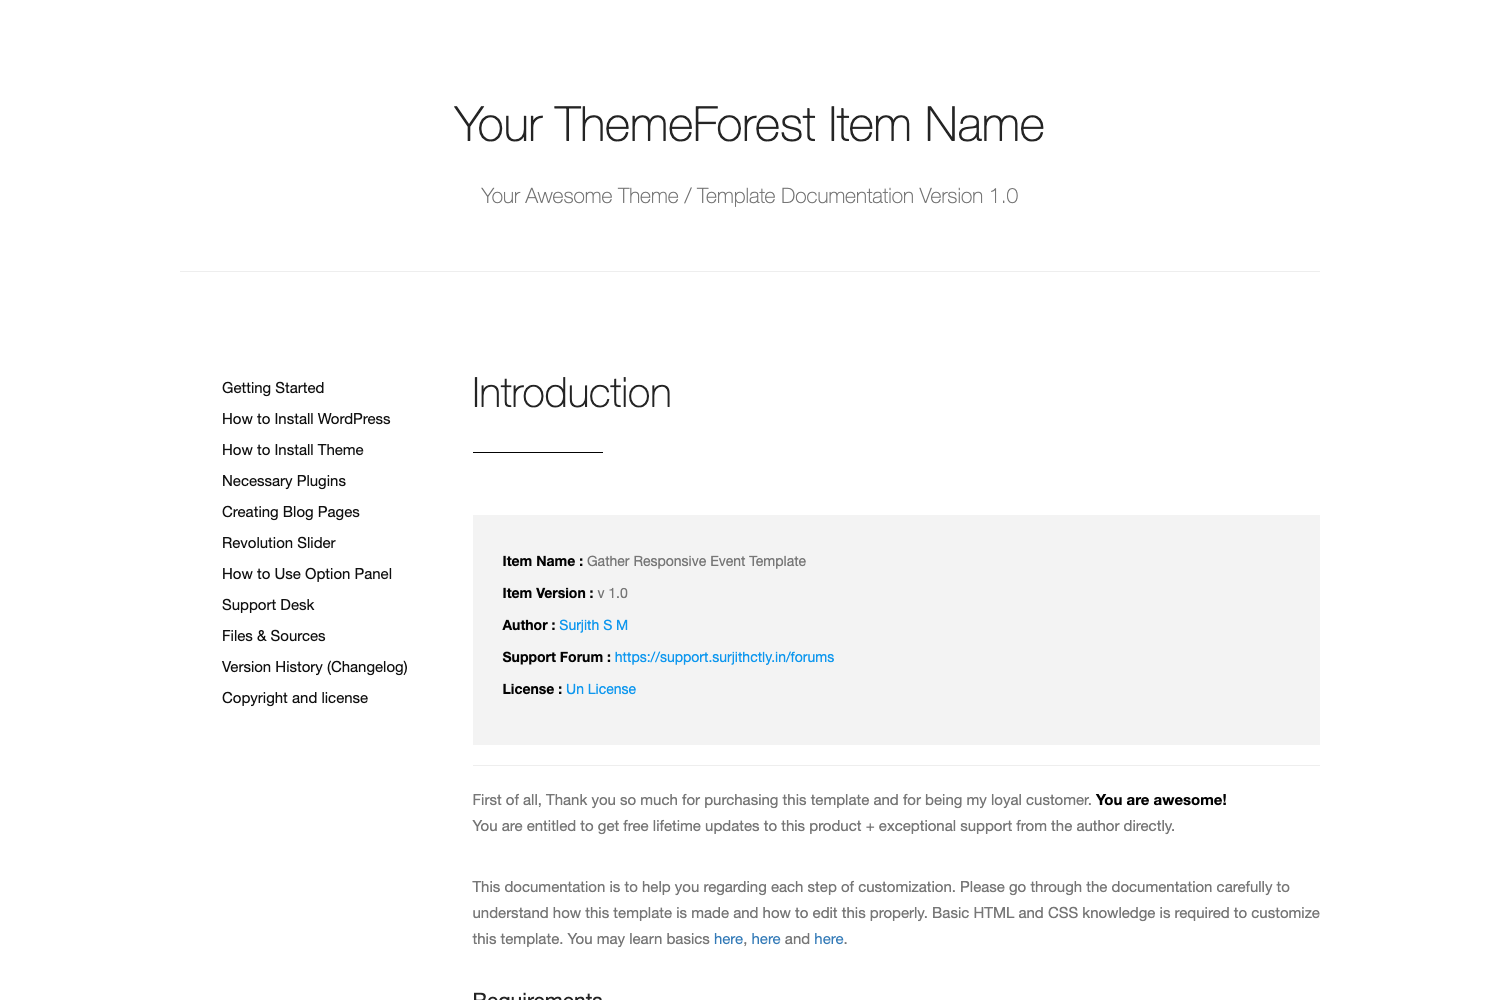 Your ThemeForest Item Name
Your Awesome Theme / Template Documentation Version 1.0
Getting Started
How to Install WordPress
How to Install Theme
Necessary Plugins
Creating Blog Pages
Revolution Slider
How to Use Option Panel
Support Desk
Files & Sources
Version History (Changelog)
Copyright and license
Introduction
Item Name : Gather Responsive Event Template
Item Version : v 1.0
Author : Surjith S M
Support Forum : https://support.surjithctly.in/forums
License : Un License
First of all, Thank you so much for purchasing this template and for being my loyal customer. You are awesome!
You are entitled to get free lifetime updates to this product + exceptional support from the author directly.
This documentation is to help you regarding each step of customization. Please go through the documentation carefully to
understand how this template is made and how to edit this properly. Basic HTML and CSS knowledge is required to customize
this template. You may learn basics here, here and here.
Requirements